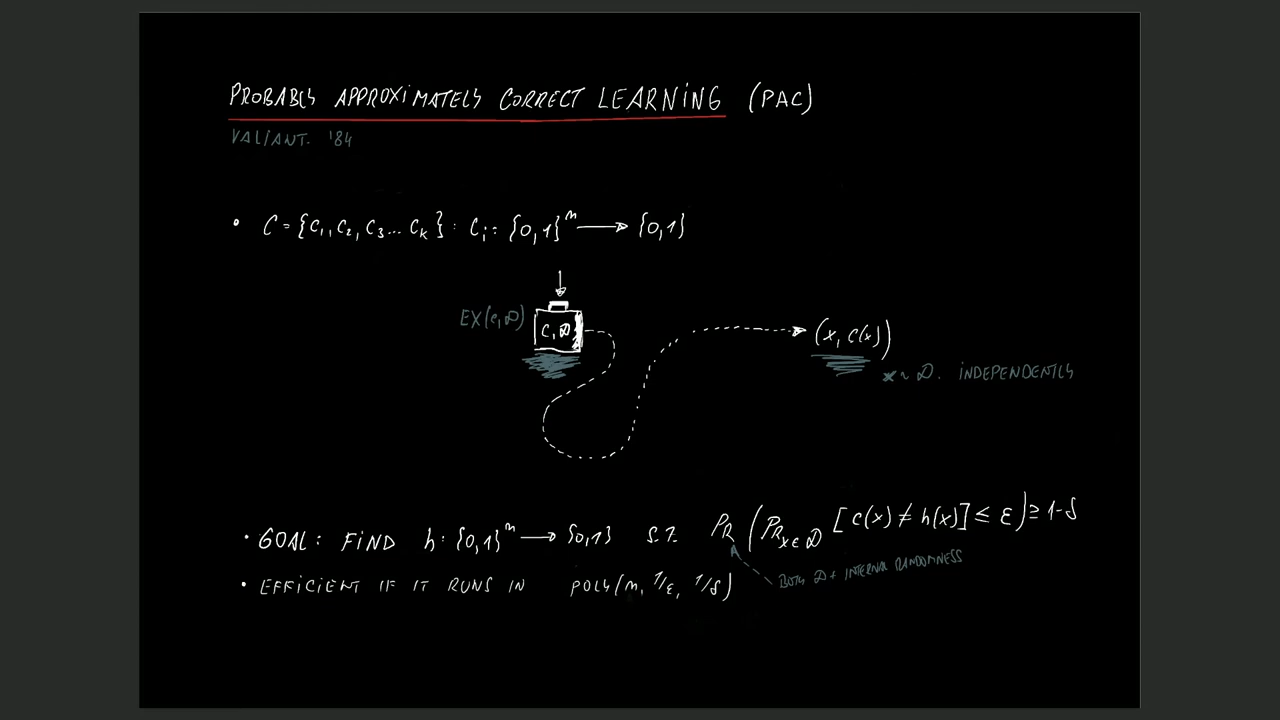 PROBABLY APPROXIMATELY CORRECT LEARNING (PAC)
VALIANT. '84
• C = {C₁, C₂, C₃... Cₖ} : Cᵢ : {0,1}ⁿ ⟶ {0,1}
EX(c, 𝒟)
C, 𝒟
(x, c(x))
x ~ 𝒟. INDEPENDENTLY
• GOAL: FIND h: {0,1}ⁿ ⟶ {0,1} S.T. PR (PRₓ∈𝒟 [c(x) ≠ h(x)] ≤ ε) ≥ 1-δ
BOTH 𝒟 + INTERNAL RANDOMNESS
• EFFICIENT IF IT RUNS IN POLY(n, 1/ε, 1/δ)